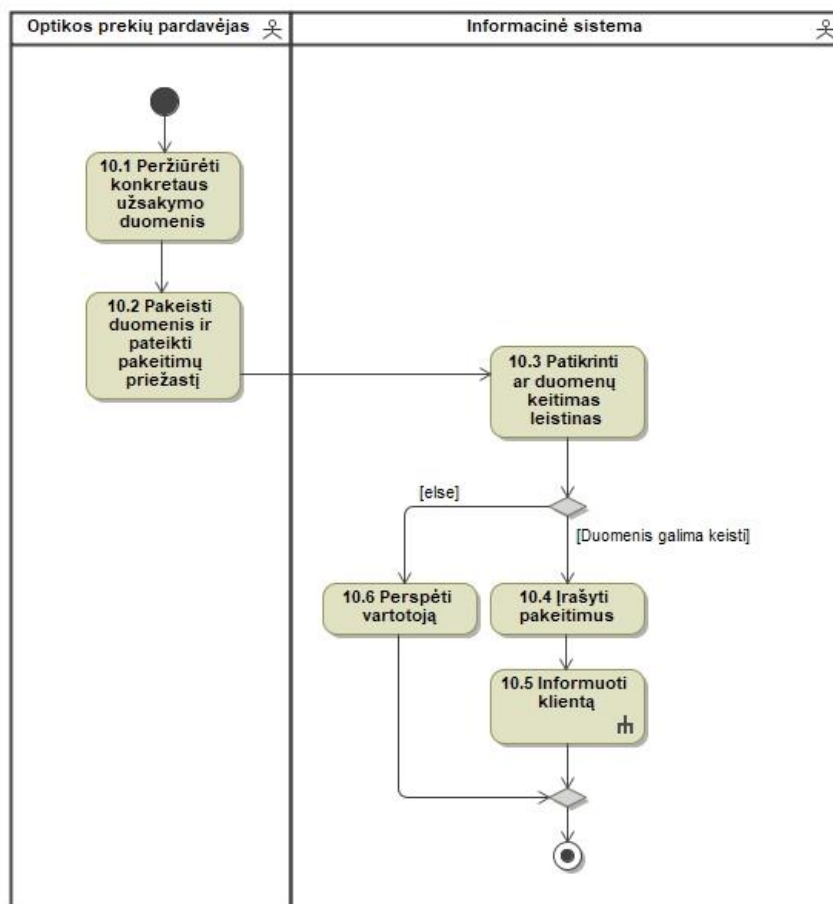 Optikos prekių pardavėjas
Informacinė sistema
10.1 Peržiūrėti
konkretaus
užsakymo
duomenis
10.2 Pakeisti
duomenis ir
pateikti
pakeitimų
priežastį
10.3 Patikrinti
ar duomenų
keitimas
leistinas
[else]
[Duomenis galima keisti]
10.6 Perspėti
vartotoją
10.4 Įrašyti
pakeitimus
10.5 Informuoti
klientą